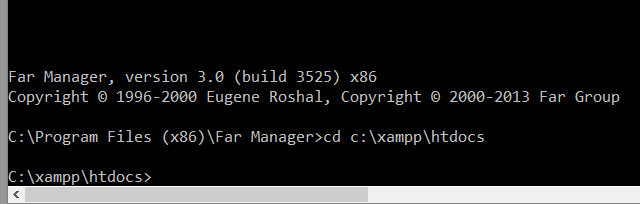 Far Manager, version 3.0 (build 3525) x86
Copyright © 1996-2000 Eugene Roshal, Copyright © 2000-2013 Far Group
C:\Program Files (x86)\Far Manager>cd c:\xampp\htdocs
C:\xampp\htdocs>